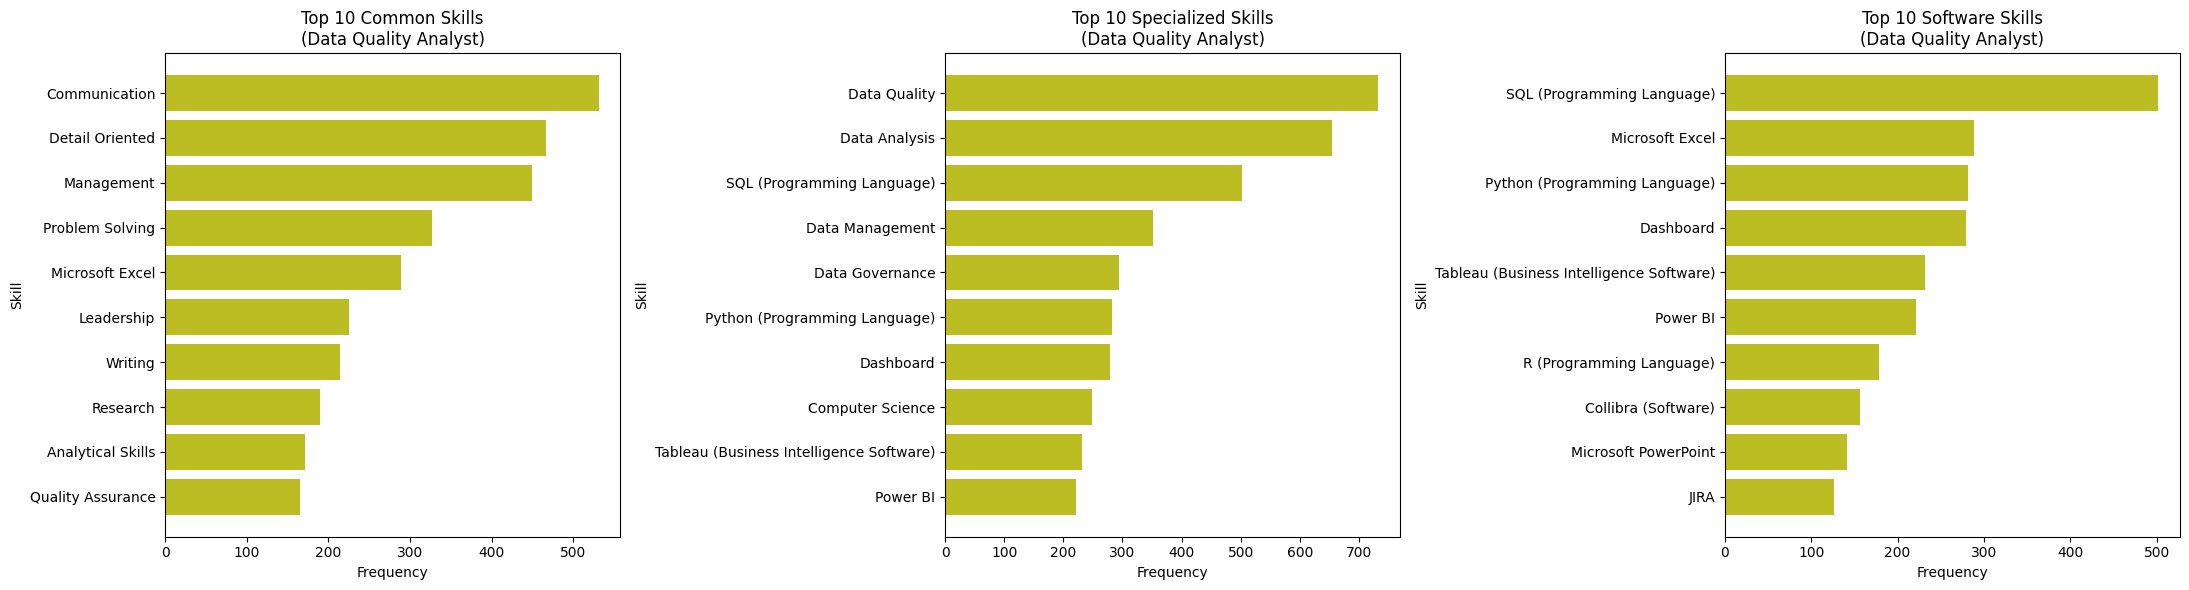 Top 10 Common Skills
(Data Quality Analyst)
Skill
Communication
Detail Oriented
Management
Problem Solving
Microsoft Excel
Leadership
Writing
Research
Analytical Skills
Quality Assurance
0 100 200 300 400 500
Frequency
Top 10 Specialized Skills
(Data Quality Analyst)
Skill
Data Quality
Data Analysis
SQL (Programming Language)
Data Management
Data Governance
Python (Programming Language)
Dashboard
Computer Science
Tableau (Business Intelligence Software)
Power BI
0 100 200 300 400 500 600 700
Frequency
Top 10 Software Skills
(Data Quality Analyst)
Skill
SQL (Programming Language)
Microsoft Excel
Python (Programming Language)
Dashboard
Tableau (Business Intelligence Software)
Power BI
R (Programming Language)
Collibra (Software)
Microsoft PowerPoint
JIRA
0 100 200 300 400 500
Frequency